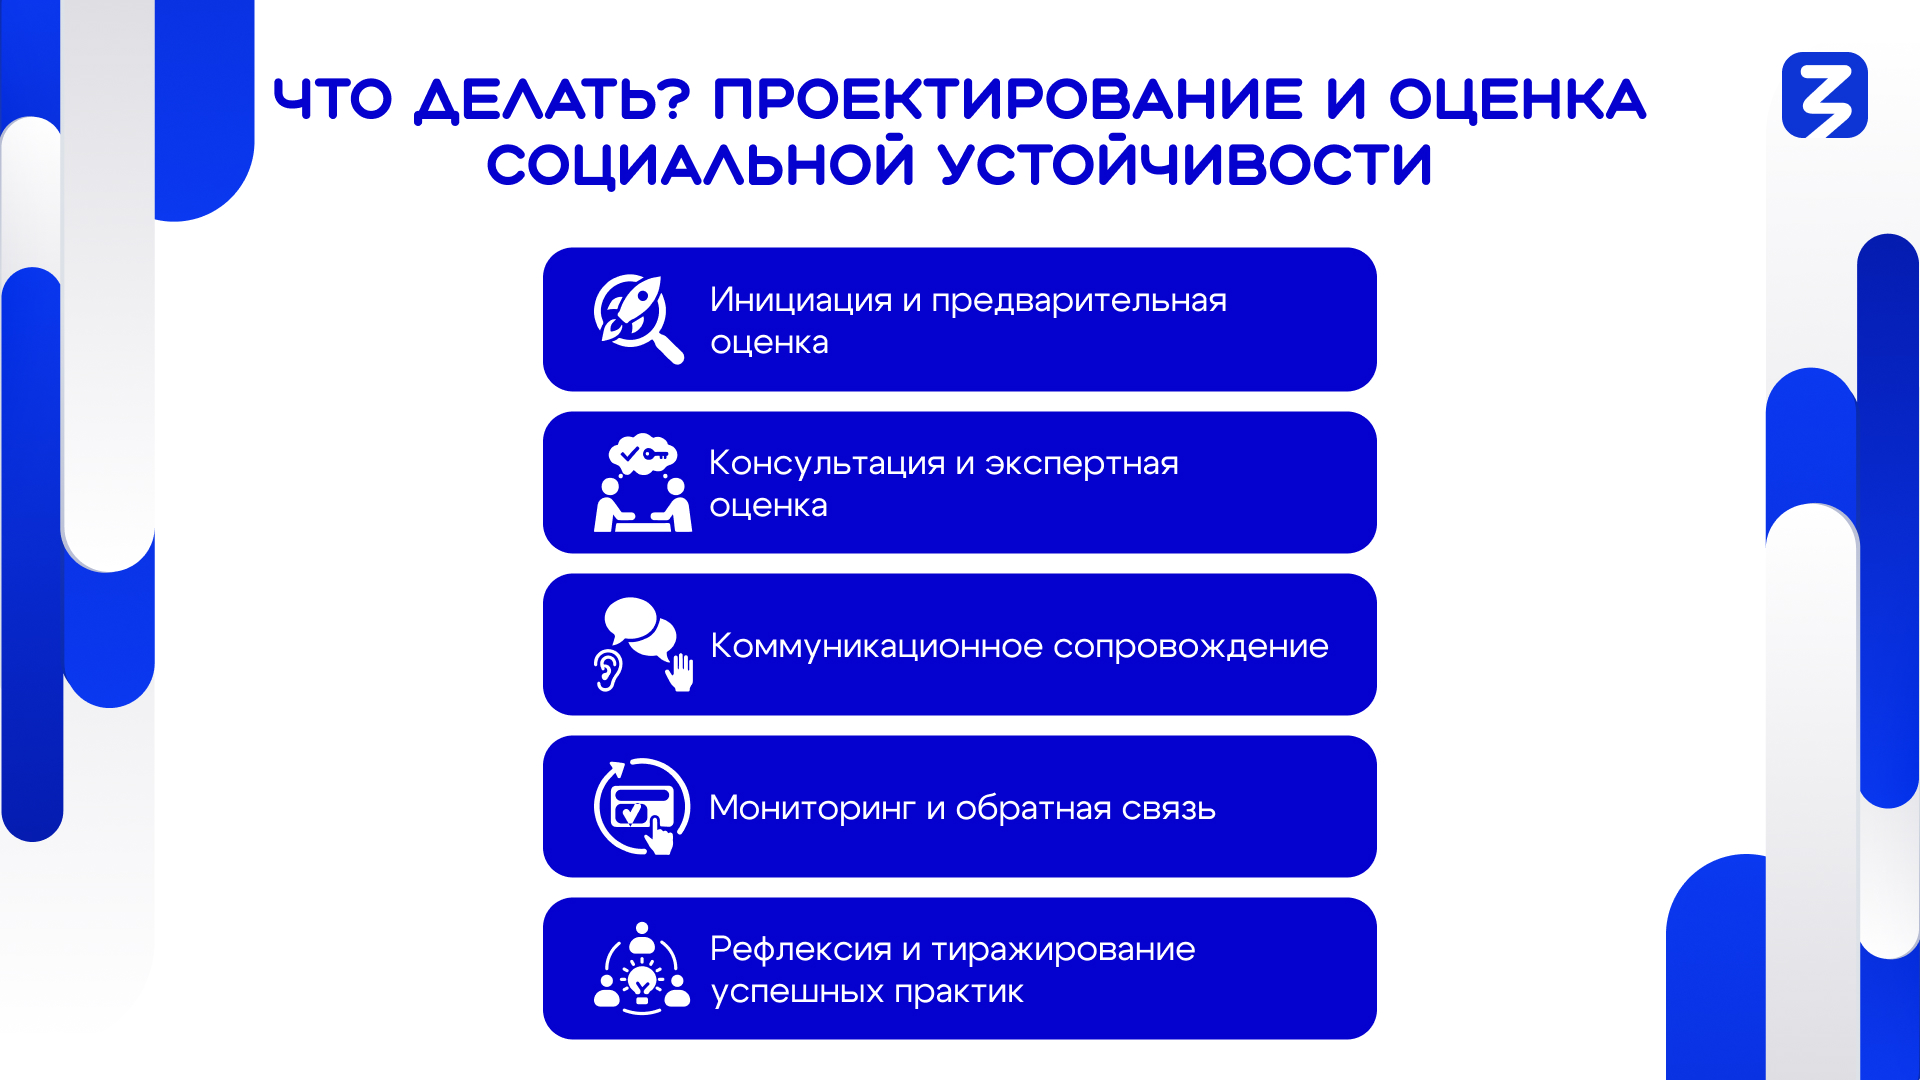 ЧТО ДЕЛАТЬ? ПРОЕКТИРОВАНИЕ И ОЦЕНКА
СОЦИАЛЬНОЙ УСТОЙЧИВОСТИ
Инициация и предварительная
оценка
Консультация и экспертная
оценка
Коммуникационное сопровождение
Мониторинг и обратная связь
Рефлексия и тиражирование
успешных практик